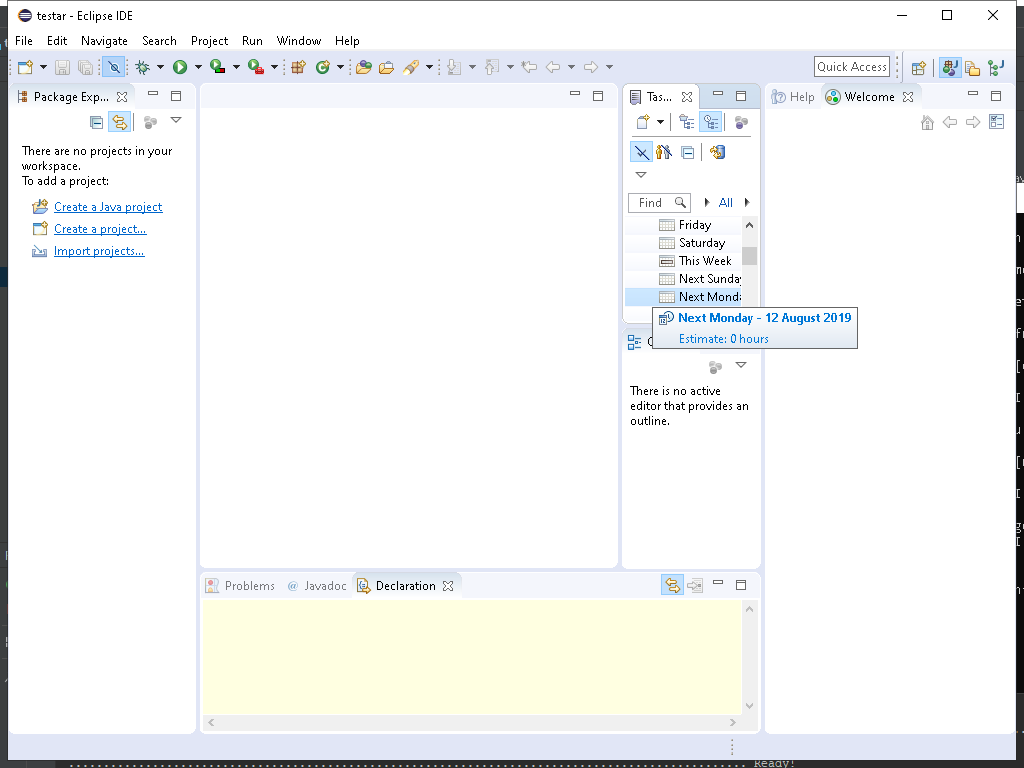 testar - Eclipse IDE
File Edit Navigate Search Project Run Window Help
Quick Access
Package Exp...
There are no projects in your
workspace.
To add a project:
Create a Java project
Create a project...
Import projects...
Tas...
Find
All
Friday
Saturday
This Week
Next Sunday
Next Monda
Next Monday - 12 August 2019
Estimate: 0 hours
There is no active
editor that provides an
outline.
Help
Welcome
Problems
@ Javadoc
Declaration
Ready!